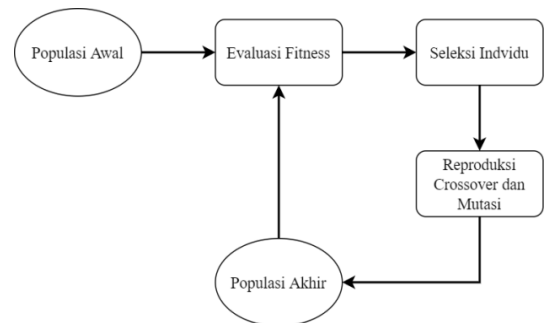 Populasi Awal
Evaluasi Fitness
Seleksi Indvidu
Reproduksi
Crossover dan
Mutasi
Populasi Akhir